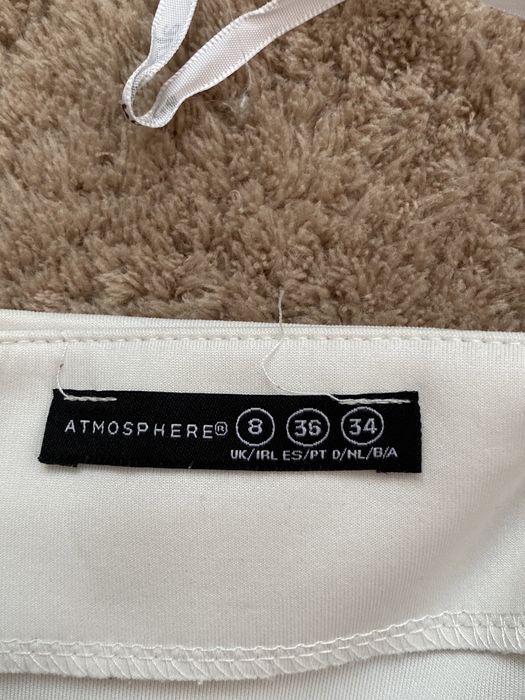 ATMOSPHERE® 8 36 34
UK/IRL ES/PT D/NL/B/A